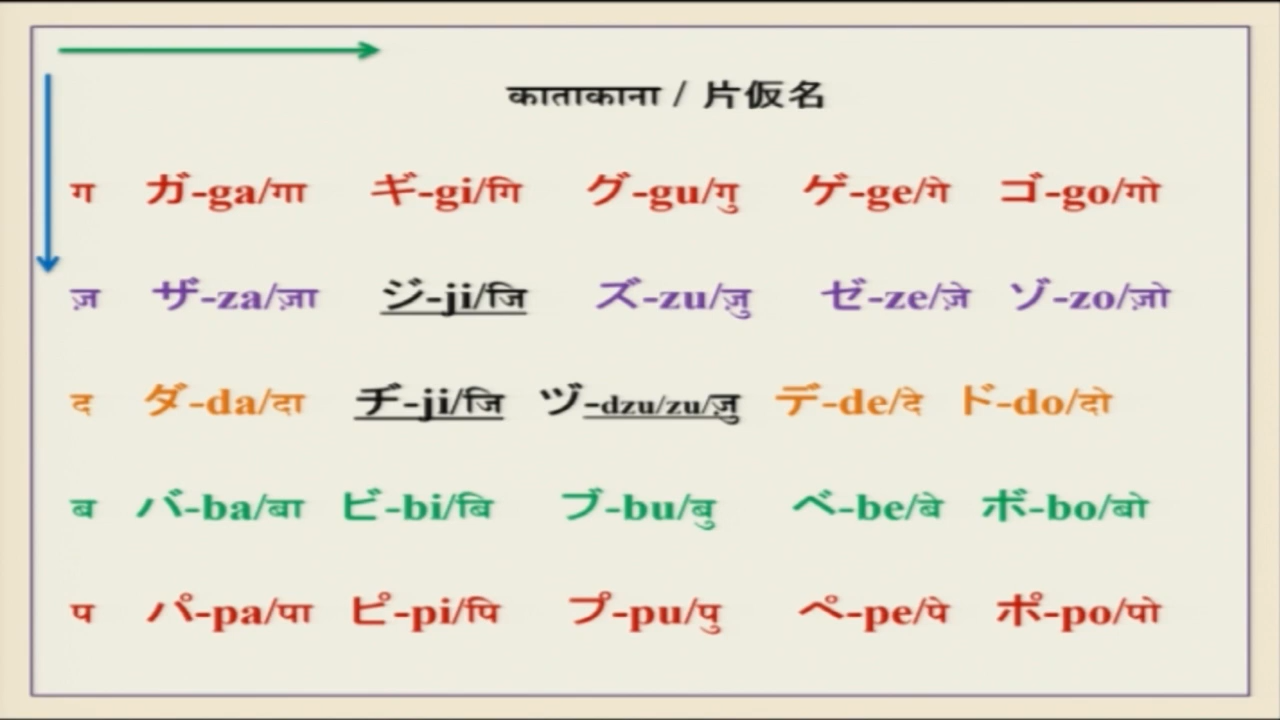 काताकाना / 片仮名
ग ガ-ga/गा ギ-gi/गि グ-gu/गु ゲ-ge/गे ゴ-go/गो
ज़ ザ-za/ज़ा ジ-ji/जि ズ-zu/ज़ु ゼ-ze/ज़े ゾ-zo/ज़ो
द ダ-da/दा ヂ-ji/जि ヅ-dzu/zu/ज़ु デ-de/दे ド-do/दो
ब バ-ba/बा ビ-bi/बि ブ-bu/बु ベ-be/बे ボ-bo/बो
प パ-pa/पा ピ-pi/पि プ-pu/पु ペ-pe/पे ポ-po/पो